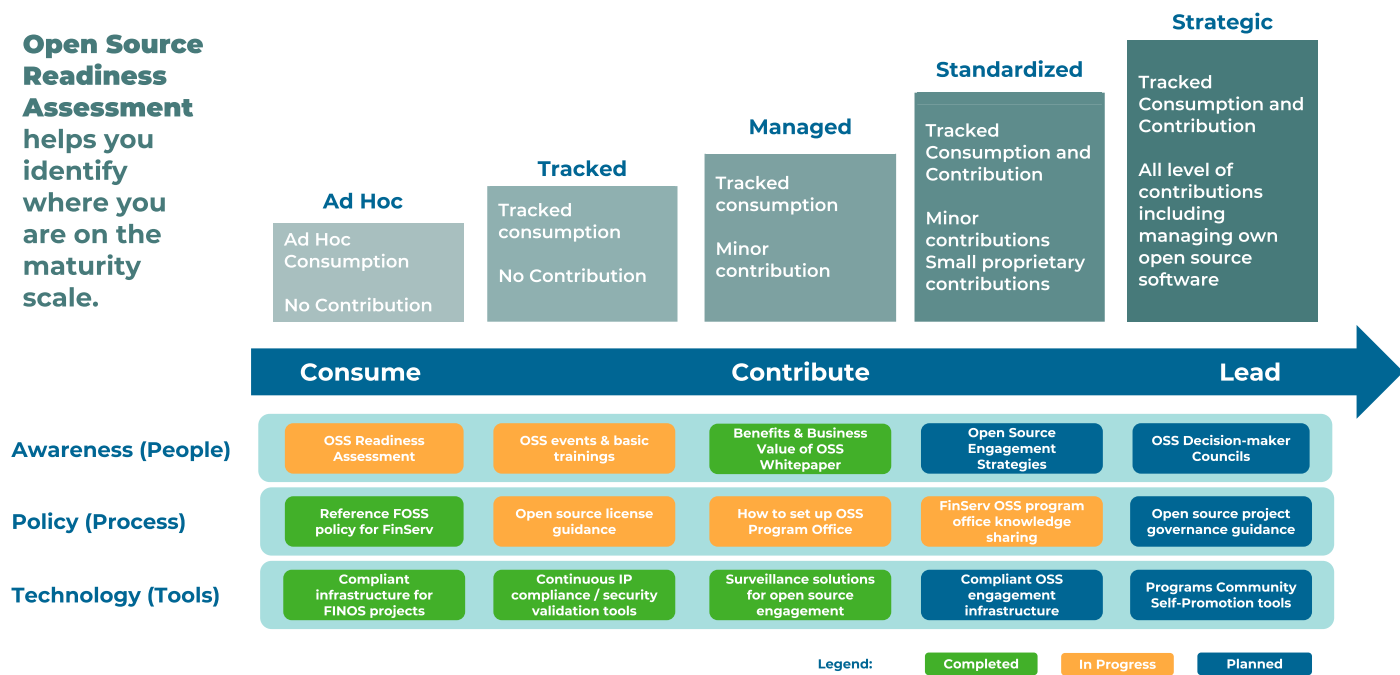 Open Source
Readiness
Assessment
helps you
identify
where you
are on the
maturity
scale.
Ad Hoc
Ad Hoc
Consumption
No Contribution
Tracked
Tracked
consumption
No Contribution
Managed
Tracked
consumption
Minor
contribution
Standardized
Tracked
Consumption and
Contribution
Minor
contributions
Small proprietary
contributions
Strategic
Tracked
Consumption and
Contribution
All level of
contributions
including
managing own
open source
software
Consume
Contribute
Lead
Awareness (People)
OSS Readiness
Assessment
OSS events & basic
trainings
Benefits & Business
Value of OSS
Whitepaper
Open Source
Engagement
Strategies
OSS Decision-maker
Councils
Policy (Process)
Reference FOSS
policy for FinServ
Open source license
guidance
How to set up OSS
Program Office
FinServ OSS program
office knowledge
sharing
Open source project
governance guidance
Technology (Tools)
Compliant
infrastructure for
FINOS projects
Continuous IP
compliance / security
validation tools
Surveillance solutions
for open source
engagement
Compliant OSS
engagement
infrastructure
Programs Community
Self-Promotion tools
Legend:
Completed
In Progress
Planned